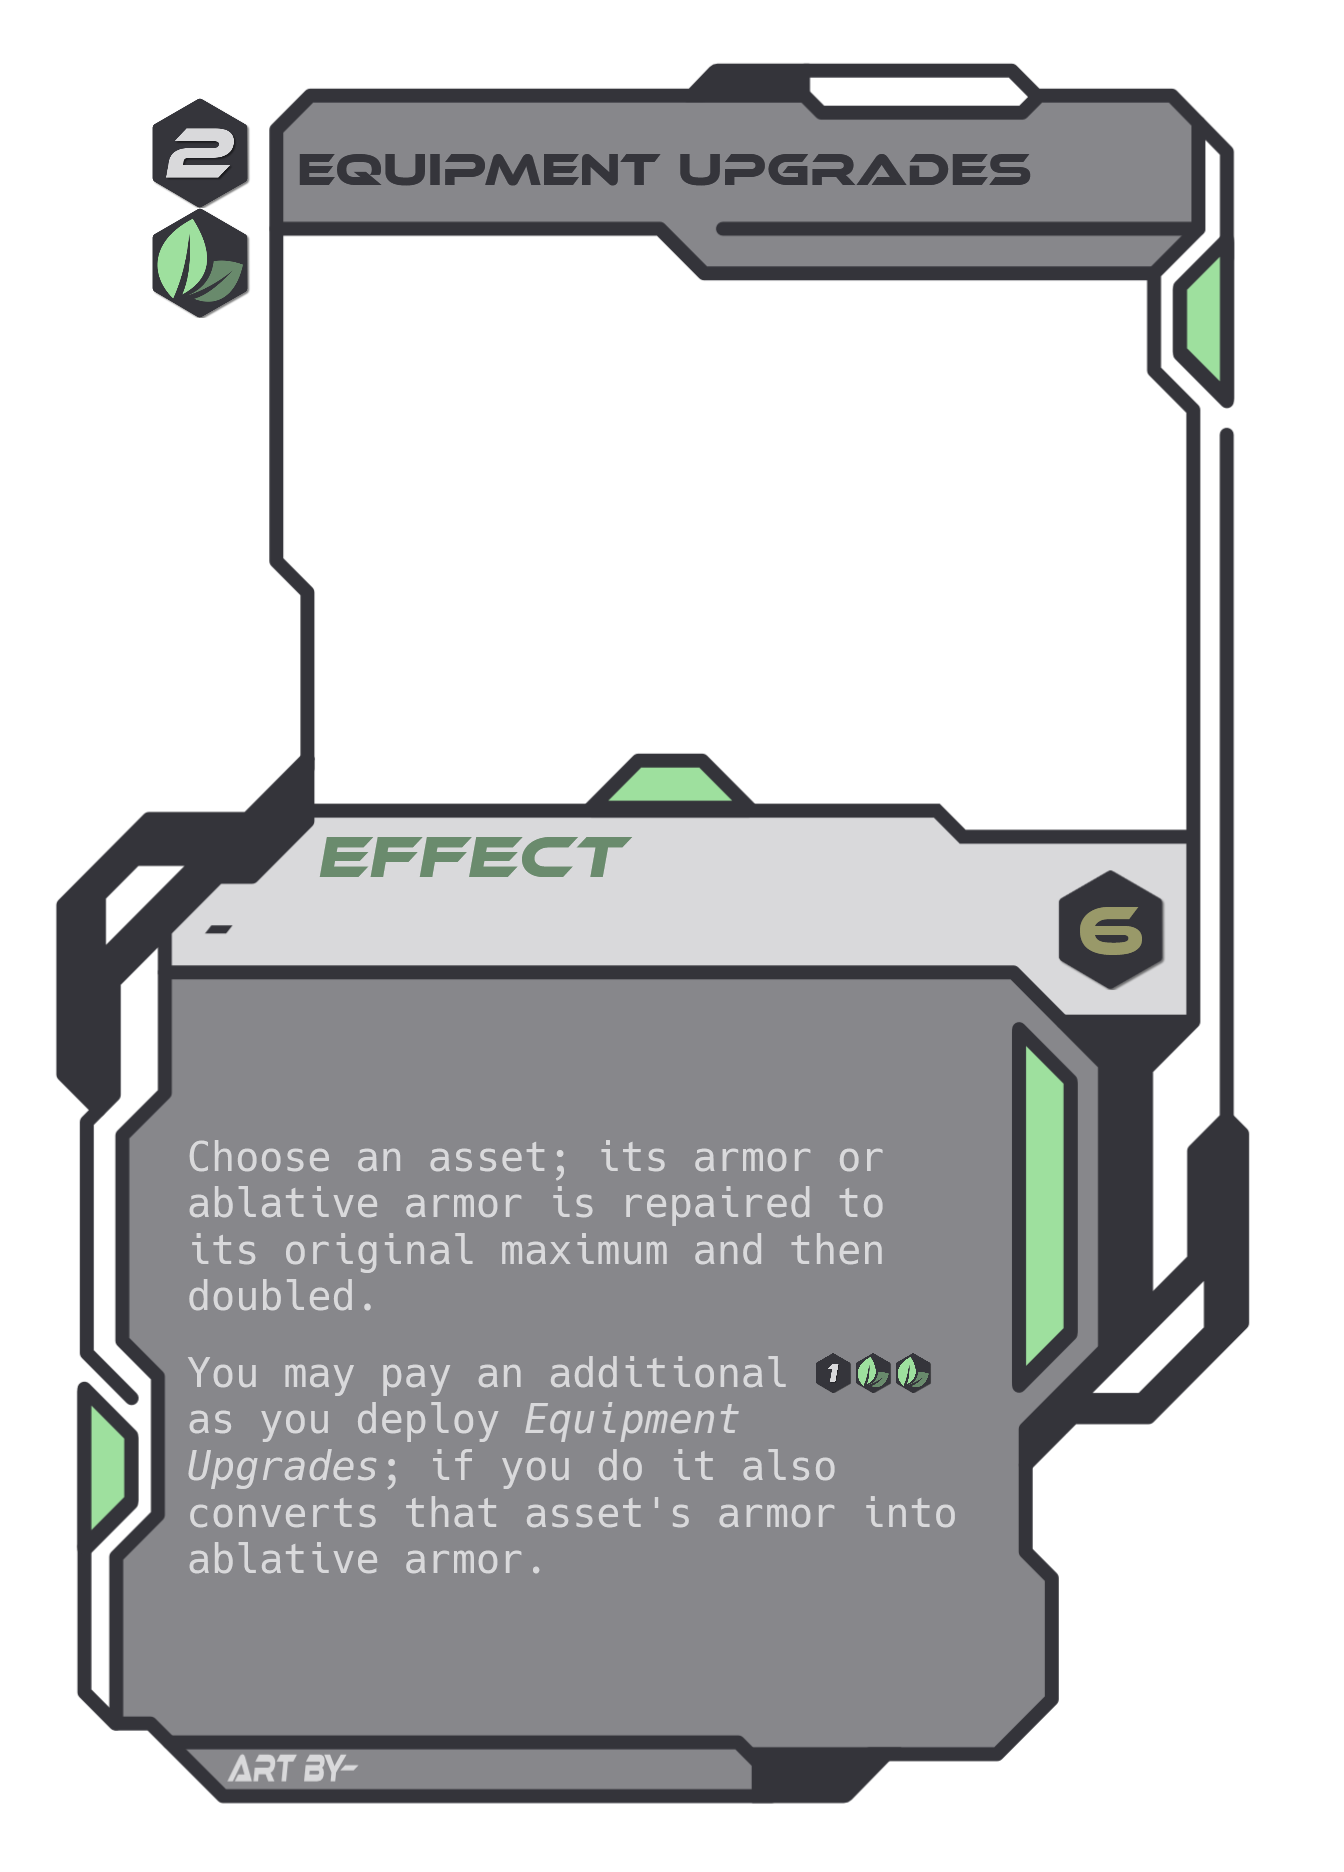 2
EQUIPMENT UPGRADES
EFFECT
-
6
Choose an asset; its armor or
ablative armor is repaired to
its original maximum and then
doubled.
You may pay an additional 1
as you deploy Equipment
Upgrades; if you do it also
converts that asset's armor into
ablative armor.
ART BY-